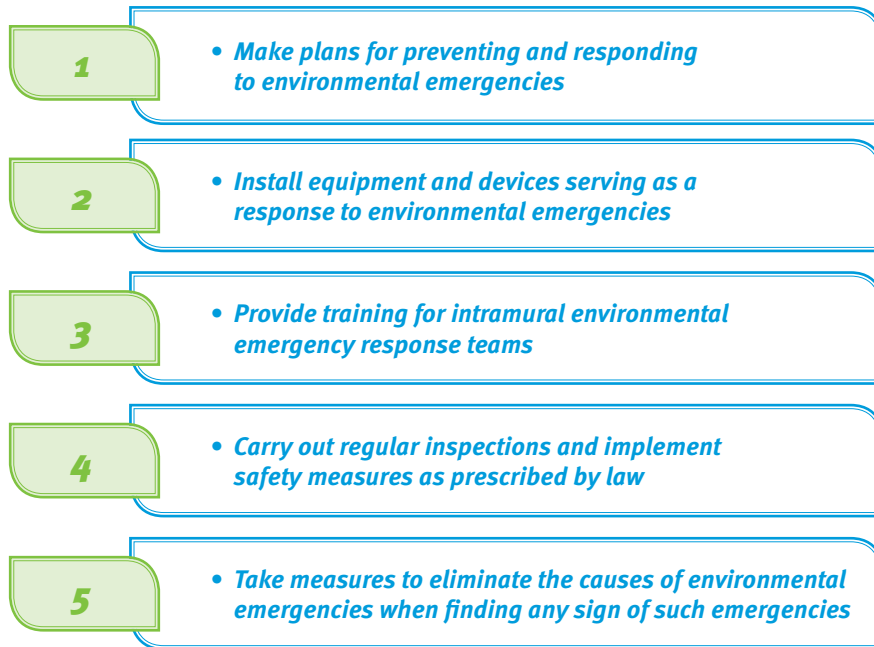 1
• Make plans for preventing and responding
to environmental emergencies
2
• Install equipment and devices serving as a
response to environmental emergencies
3
• Provide training for intramural environmental
emergency response teams
4
• Carry out regular inspections and implement
safety measures as prescribed by law
5
• Take measures to eliminate the causes of environmental
emergencies when finding any sign of such emergencies